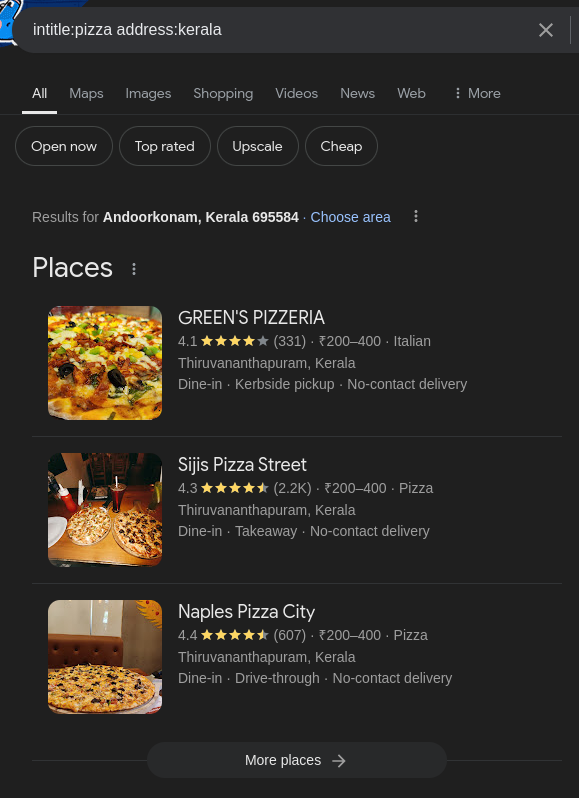 intitle:pizza address:kerala
All Maps Images Shopping Videos News Web More
Open now Top rated Upscale Cheap
Results for Andoorkonam, Kerala 695584 · Choose area
Places
GREEN'S PIZZERIA
4.1 (331) · ₹200–400 · Italian
Thiruvananthapuram, Kerala
Dine-in · Kerbside pickup · No-contact delivery
Sijis Pizza Street
4.3 (2.2K) · ₹200–400 · Pizza
Thiruvananthapuram, Kerala
Dine-in · Takeaway · No-contact delivery
Naples Pizza City
4.4 (607) · ₹200–400 · Pizza
Thiruvananthapuram, Kerala
Dine-in · Drive-through · No-contact delivery
More places